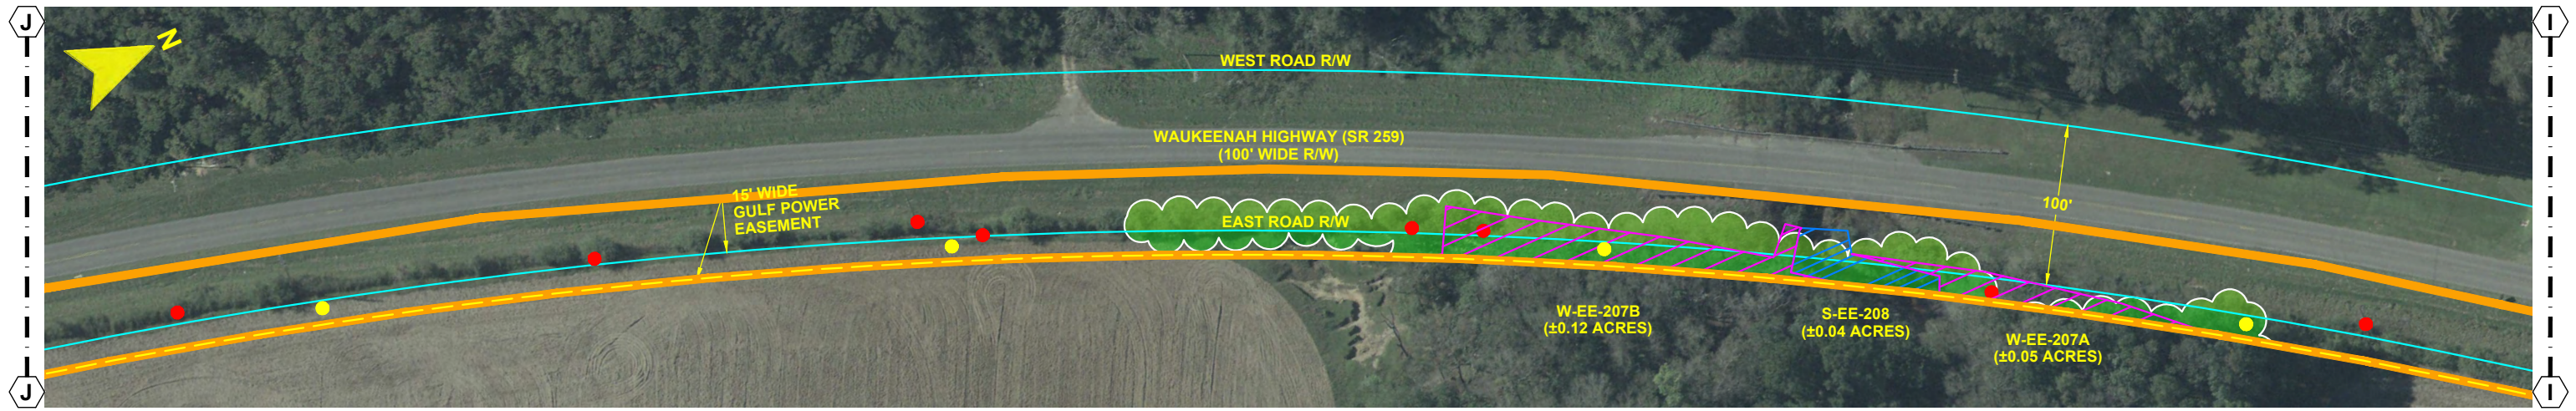 J
I
N
WEST ROAD R/W
WAUKEENAH HIGHWAY (SR 259)
(100' WIDE R/W)
15' WIDE
GULF POWER
EASEMENT
EAST ROAD R/W
100'
W-EE-207B
(±0.12 ACRES)
S-EE-208
(±0.04 ACRES)
W-EE-207A
(±0.05 ACRES)
J
I